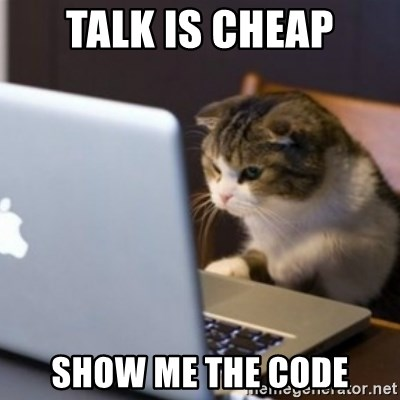 TALK IS CHEAP
SHOW ME THE CODE
memegenerator.net